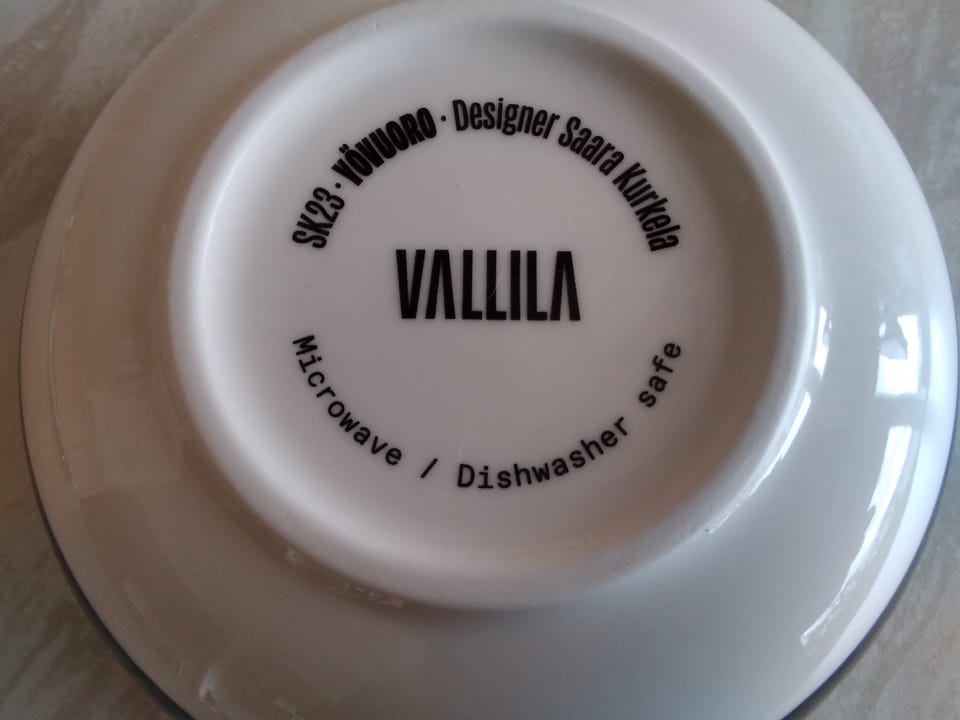 SK23 · YÖVUORO · Designer Saara Kurkela
VALLILA
Microwave / Dishwasher safe